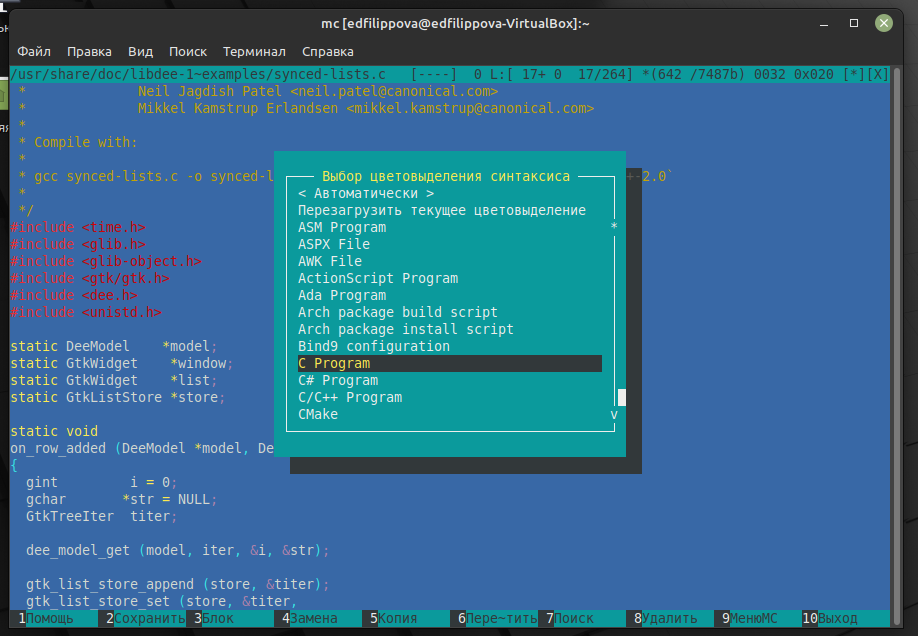 mc [edfilippova@edfilippova-VirtualBox]:~
Файл Правка Вид Поиск Терминал Справка
/usr/share/doc/libdee-1~examples/synced-lists.c [----] 0 L:[ 17+ 0 17/264] *(642 /7487b) 0032 0x020 [*][X]
* Neil Jagdish Patel <neil.patel@canonical.com>
* Mikkel Kamstrup Erlandsen <mikkel.kamstrup@canonical.com>
*
* Compile with:
*
* gcc synced-lists.c -o synced-l +-2.0`
*
*/
#include <time.h>
#include <glib.h>
#include <glib-object.h>
#include <gtk/gtk.h>
#include <dee.h>
#include <unistd.h>
static DeeModel *model;
static GtkWidget *window;
static GtkWidget *list;
static GtkListStore *store;
static void
on_row_added (DeeModel *model, De
{
gint i = 0;
gchar *str = NULL;
GtkTreeIter titer;
dee_model_get (model, iter, &i, &str);
gtk_list_store_append (store, &titer);
gtk_list_store_set (store, &titer,
Выбор цветовыделения синтаксиса
< Автоматически >
Перезагрузить текущее цветовыделение
ASM Program *
ASPX File
AWK File
ActionScript Program
Ada Program
Arch package build script
Arch package install script
Bind9 configuration
C Program
C# Program
C/C++ Program
CMake v
1Помощь 2Сохранить 3Блок 4Замена 5Копия 6Пере~тить 7Поиск 8Удалить 9МенюМС 10Выход